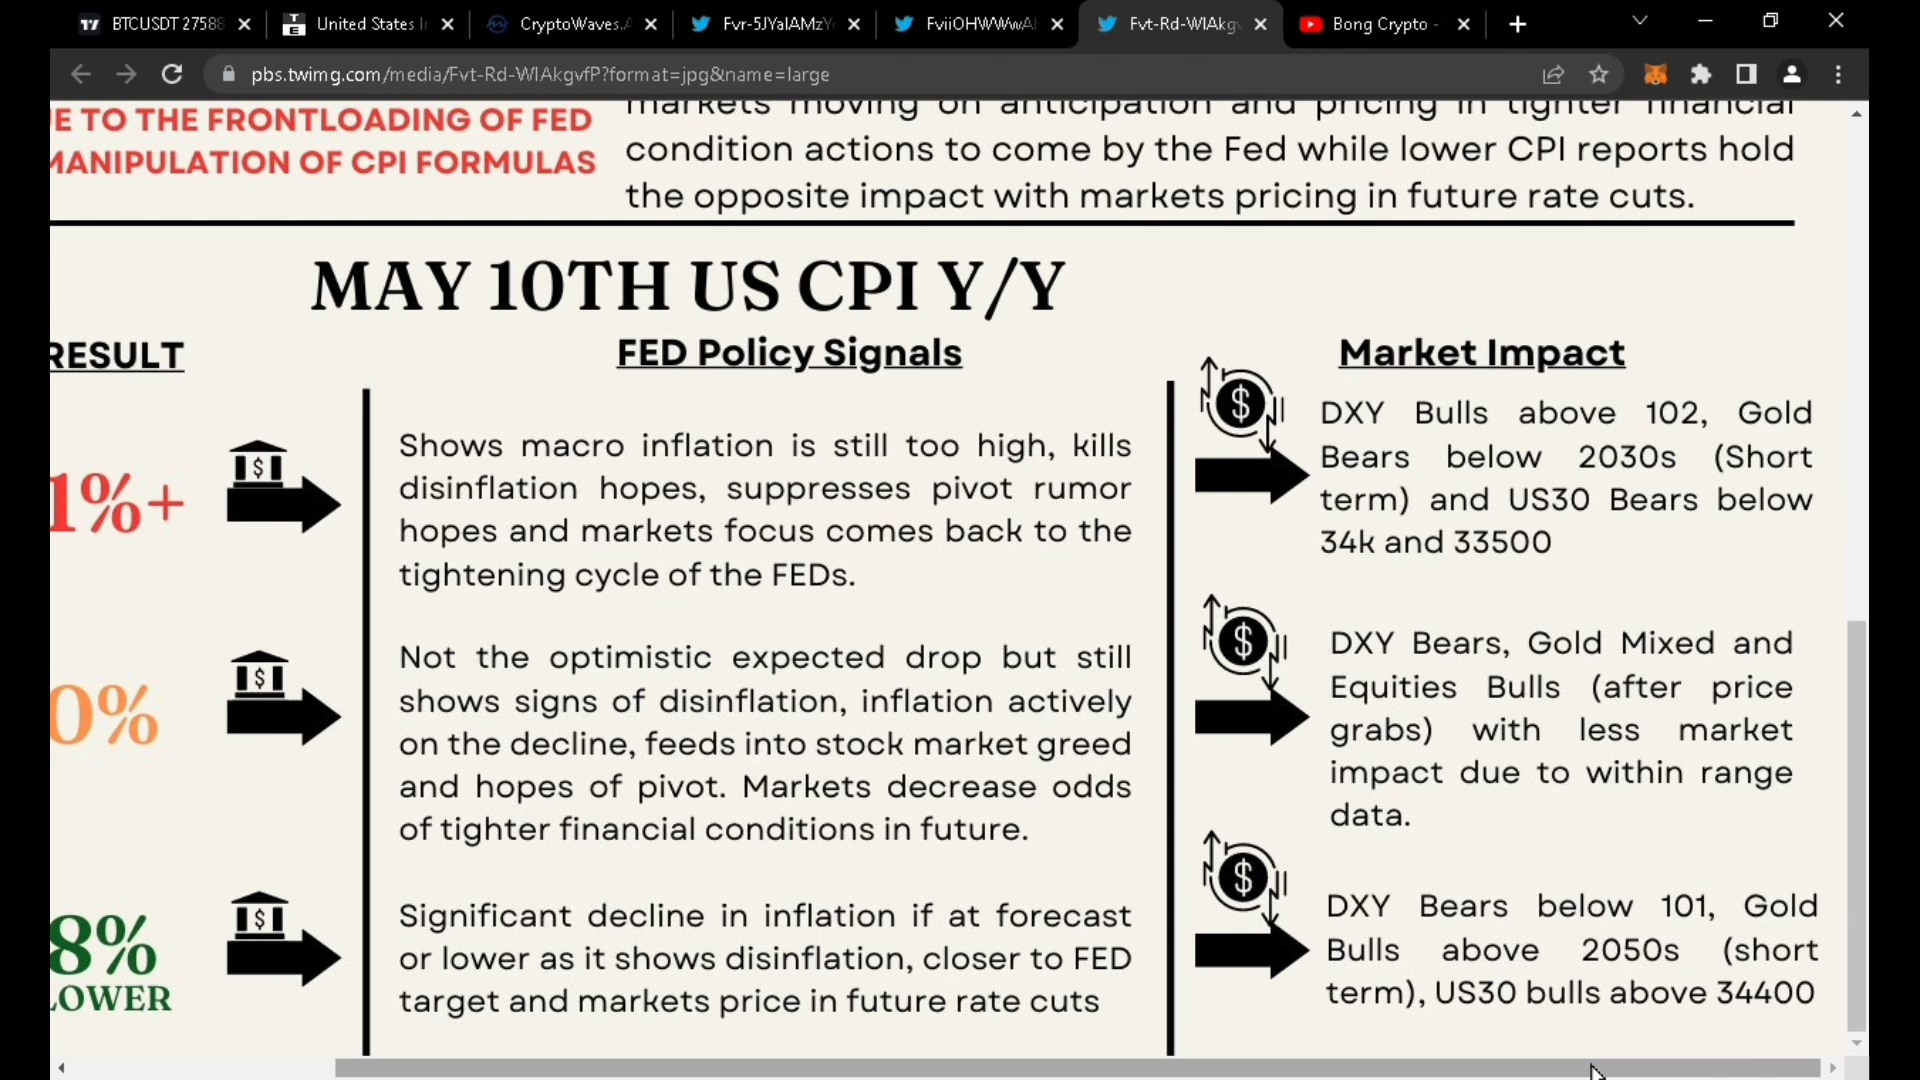 BTCUSDT 27588
United States I
CryptoWaves.
Fvr-5JYaIAMzY
FviiOHWWwA
Fvt-Rd-WIAkg
Bong Crypto -
pbs.twimg.com/media/Fvt-Rd-WIAkgvfP?format=jpg&name=large
E TO THE FRONTLOADING OF FED
MANIPULATION OF CPI FORMULAS
markets moving on anticipation and pricing in tighter financial
condition actions to come by the Fed while lower CPI reports hold
the opposite impact with markets pricing in future rate cuts.
MAY 10TH US CPI Y/Y
RESULT
FED Policy Signals
Market Impact
1%+
Shows macro inflation is still too high, kills
disinflation hopes, suppresses pivot rumor
hopes and markets focus comes back to the
tightening cycle of the FEDs.
DXY Bulls above 102, Gold
Bears below 2030s (Short
term) and US30 Bears below
34k and 33500
0%
Not the optimistic expected drop but still
shows signs of disinflation, inflation actively
on the decline, feeds into stock market greed
and hopes of pivot. Markets decrease odds
of tighter financial conditions in future.
DXY Bears, Gold Mixed and
Equities Bulls (after price
grabs) with less market
impact due to within range
data.
8%
LOWER
Significant decline in inflation if at forecast
or lower as it shows disinflation, closer to FED
target and markets price in future rate cuts
DXY Bears below 101, Gold
Bulls above 2050s (short
term), US30 bulls above 34400